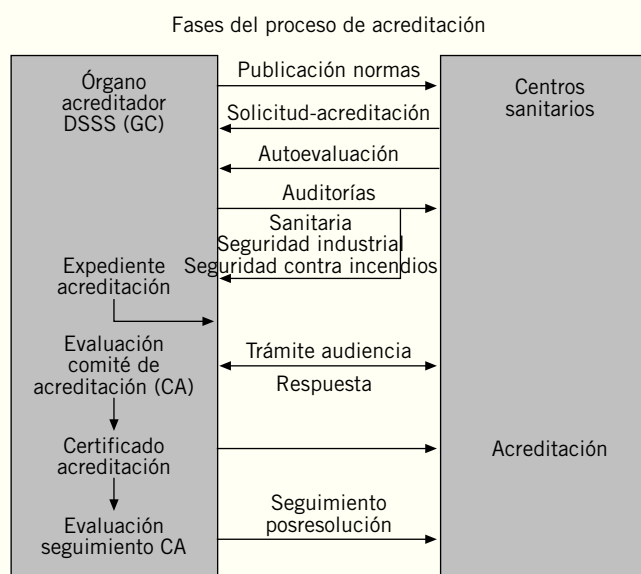 Fases del proceso de acreditación
Órgano
acreditador
DSSS (GC)
Publicación normas
Centros
sanitarios
Solicitud-acreditación
Autoevaluación
Auditorías
Sanitaria
Seguridad industrial
Seguridad contra incendios
Expediente
acreditación
Evaluación
comité de
acreditación (CA)
Trámite audiencia
Respuesta
Certificado
acreditación
Acreditación
Evaluación
seguimiento CA
Seguimiento
posresolución